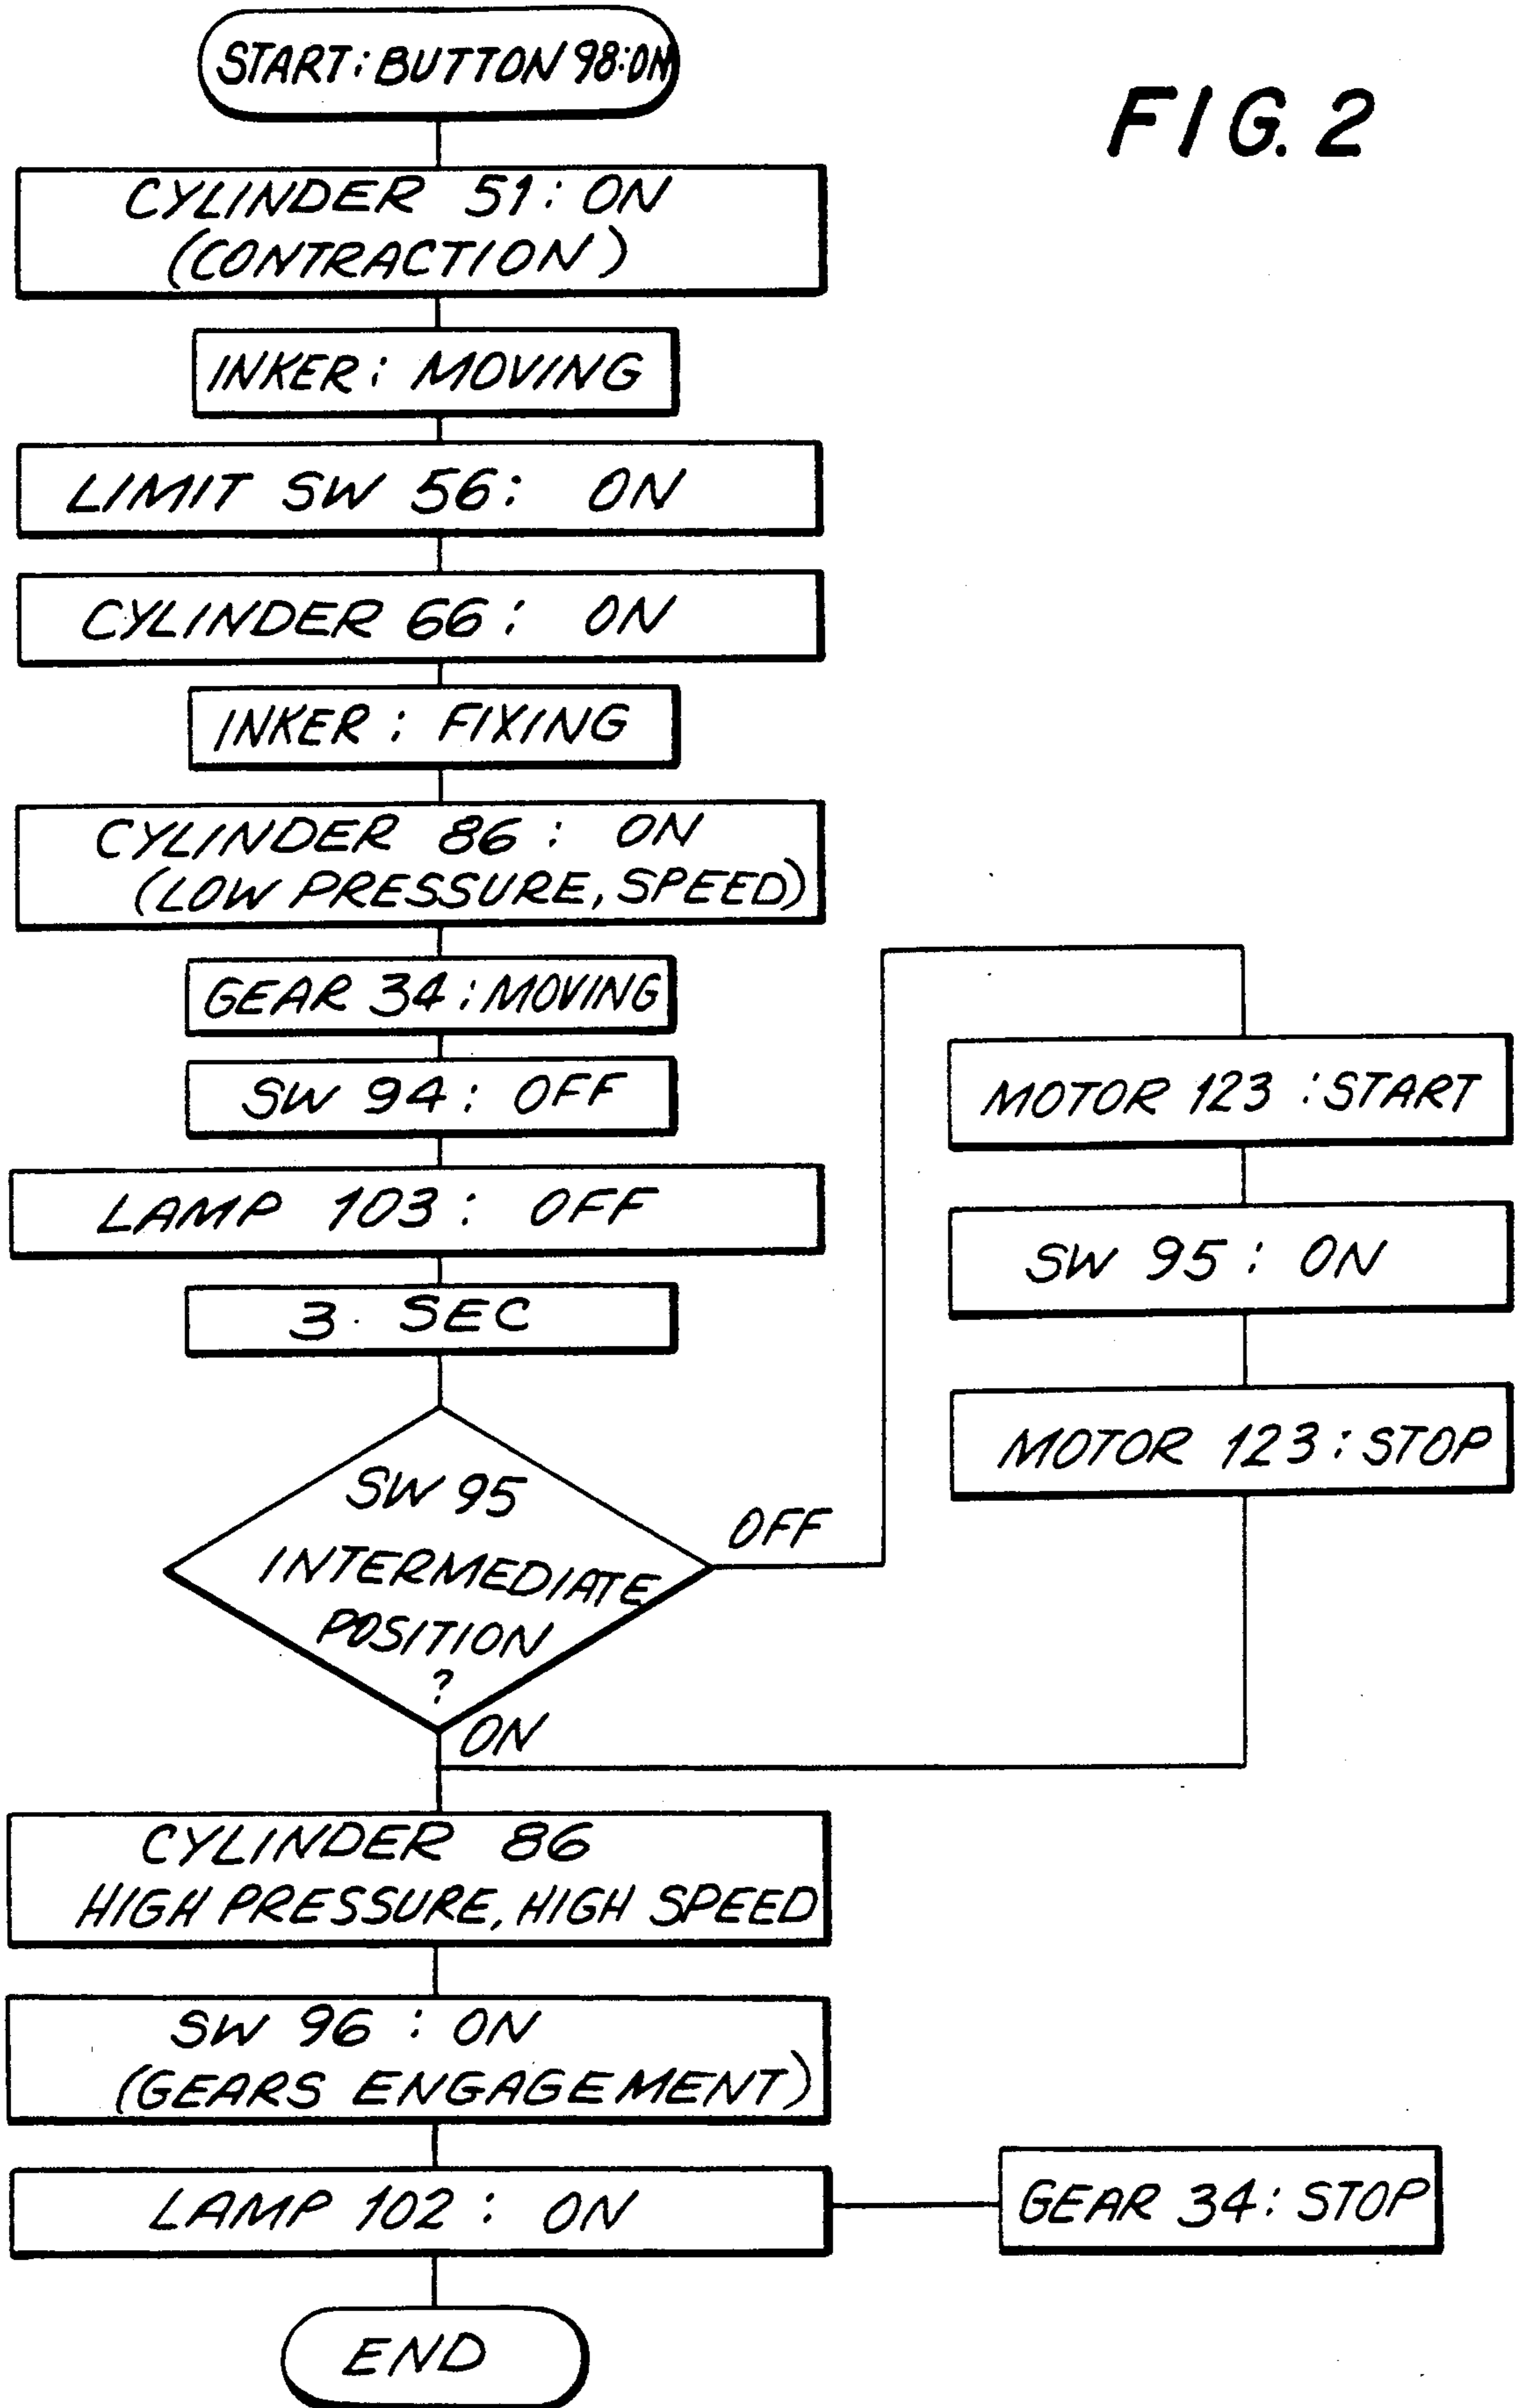 START: BUTTON 98:ON
FIG. 2
CYLINDER 51: ON
(CONTRACTION)
INKER: MOVING
LIMIT SW 56: ON
CYLINDER 66: ON
INKER: FIXING
CYLINDER 86: ON
(LOW PRESSURE, SPEED)
GEAR 34: MOVING
SW 94: OFF
LAMP 103: OFF
3. SEC
SW 95
INTERMEDIATE
POSITION
?
OFF
ON
MOTOR 123: START
SW 95: ON
MOTOR 123: STOP
CYLINDER 86
HIGH PRESSURE, HIGH SPEED
SW 96: ON
(GEARS ENGAGEMENT)
LAMP 102: ON
GEAR 34: STOP
END